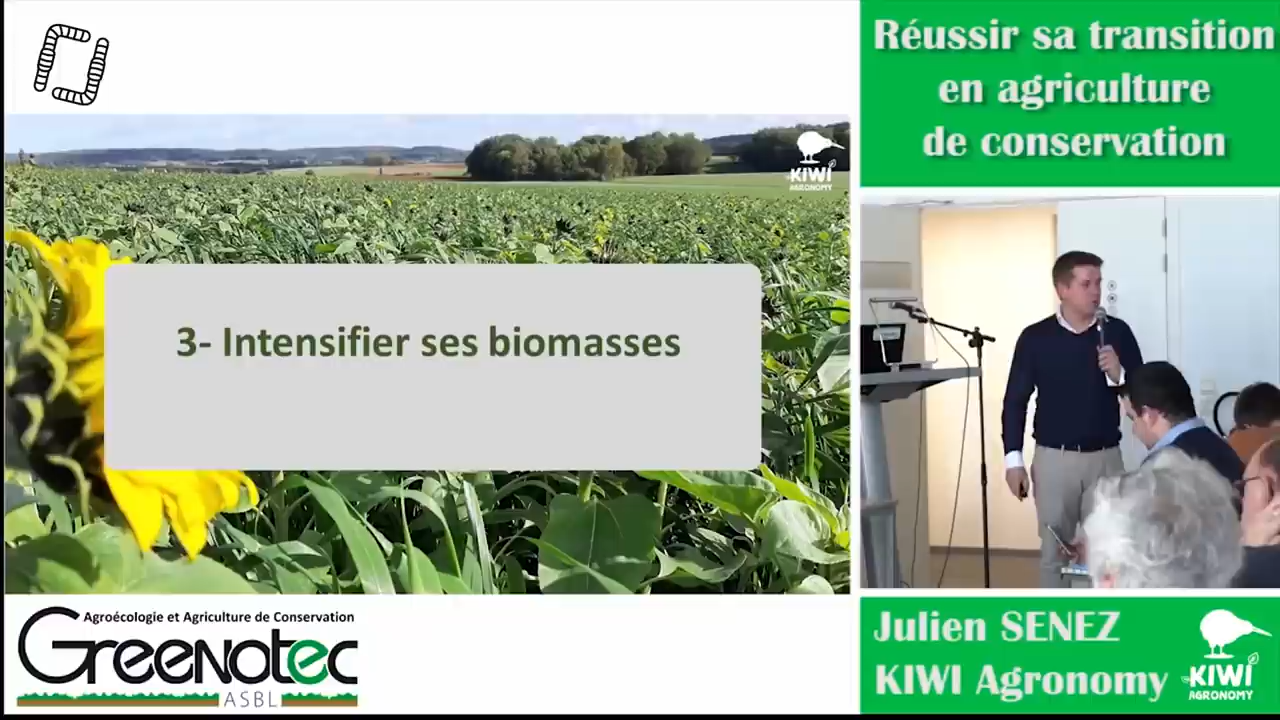 KIWI
AGRONOMY
3- Intensifier ses biomasses
Agroécologie et Agriculture de Conservation
GREENOTEC
ASBL
Réussir sa transition
en agriculture
de conservation
Julien SENEZ
KIWI Agronomy
KIWI
AGRONOMY